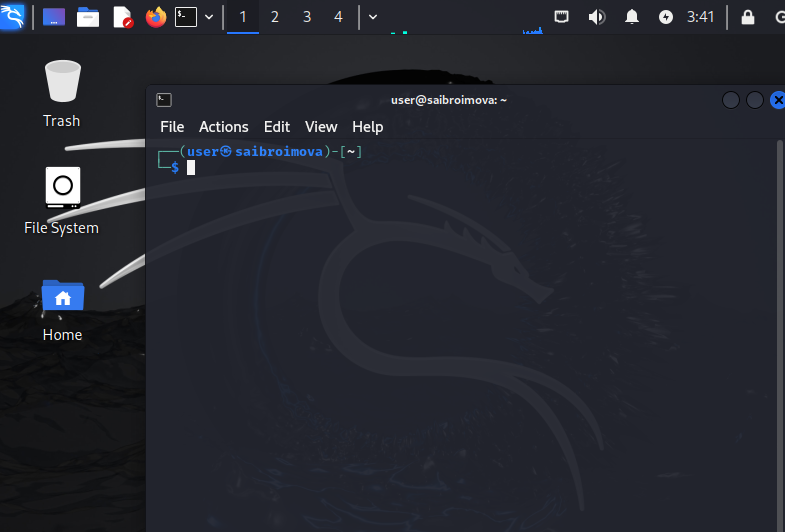 1 2 3 4 3:41
Trash
user@saibroimova: ~
File Actions Edit View Help
┌──(user㉿saibroimova)-[~]
└─$
File System
Home